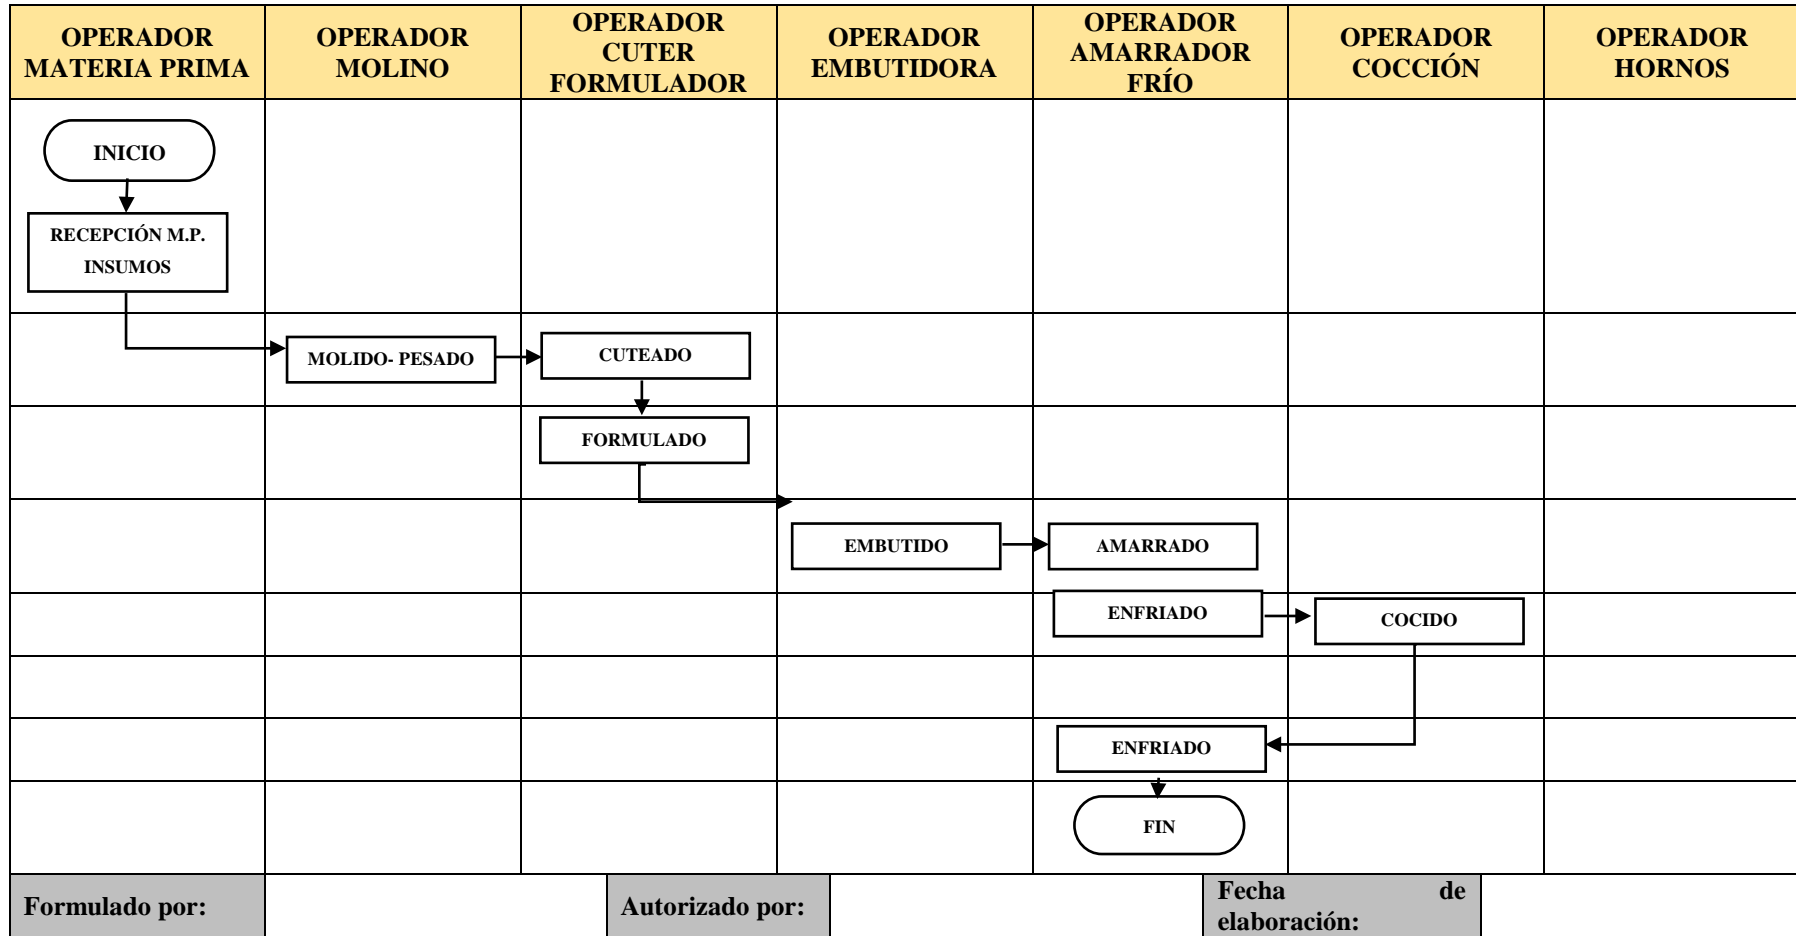 OPERADOR
MATERIA PRIMA
OPERADOR
MOLINO
OPERADOR
CUTER
FORMULADOR
OPERADOR
EMBUTIDORA
OPERADOR
AMARRADOR
FRÍO
OPERADOR
COCCIÓN
OPERADOR
HORNOS
INICIO
RECEPCIÓN M.P.
INSUMOS
MOLIDO- PESADO
CUTEADO
FORMULADO
EMBUTIDO
AMARRADO
ENFRIADO
COCIDO
ENFRIADO
FIN
Formulado por:
Autorizado por:
Fecha de
elaboración: